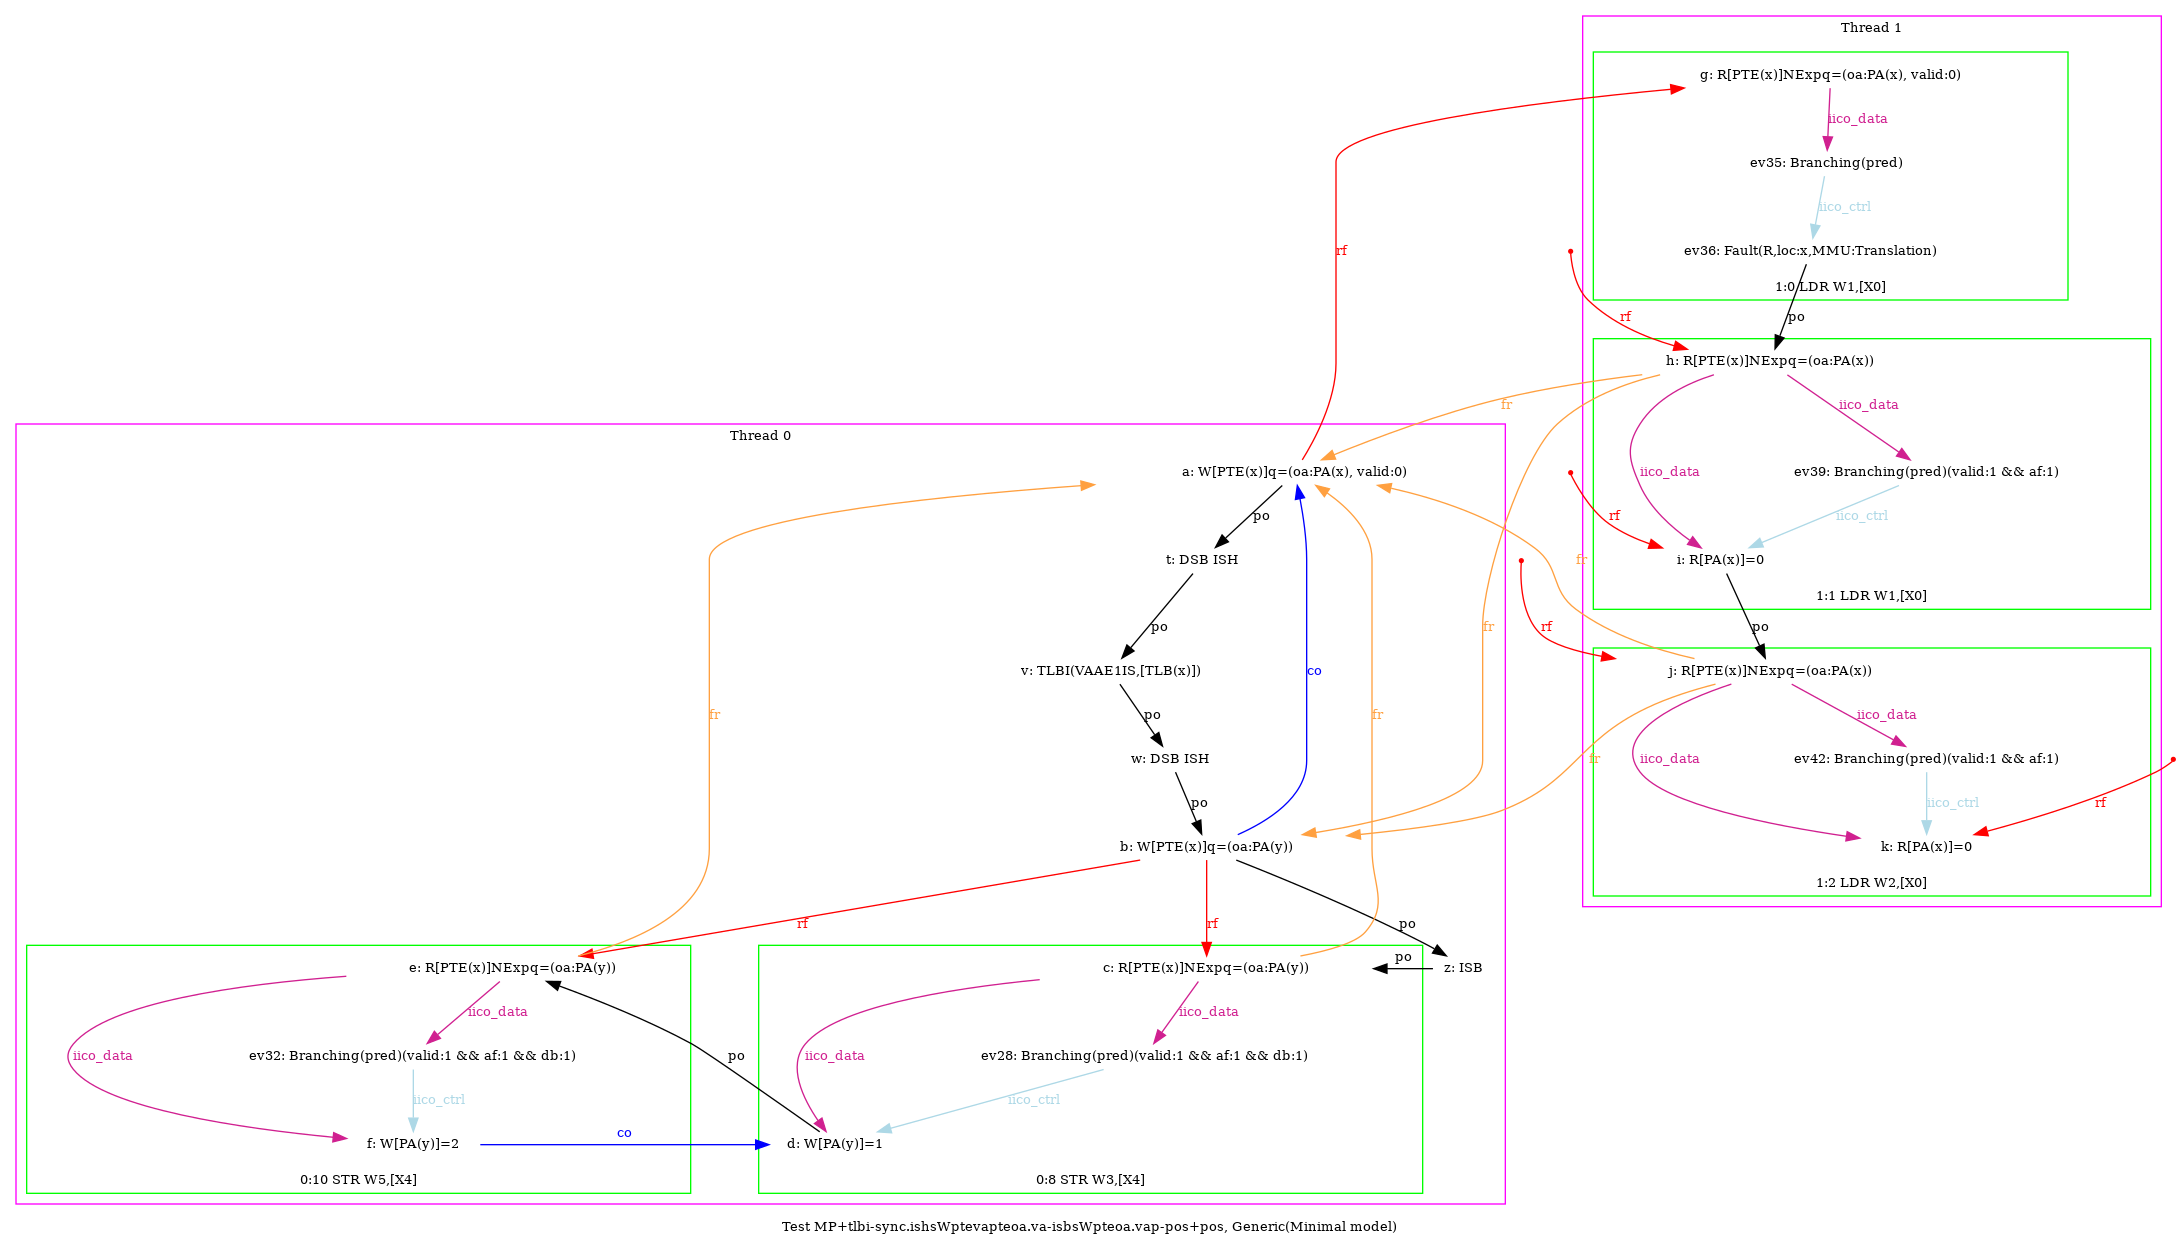 Thread 1
g: R[PTE(x)]NExpq=(oa:PA(x), valid:0)
iico_data
ev35: Branching(pred)
iico_ctrl
rf
ev36: Fault(R,loc:x,MMU:Translation)
1:0 LDR W1,[X0]
rf
po
h: R[PTE(x)]NExpq=(oa:PA(x))
fr
iico_data
Thread 0
a: W[PTE(x)]q=(oa:PA(x), valid:0)
iico_data
ev39: Branching(pred)(valid:1 && af:1)
po
rf
iico_ctrl
t: DSB ISH
fr
i: R[PA(x)]=0
1:1 LDR W1,[X0]
po
fr
rf
po
v: TLBI(VAAE1IS,[TLB(x)])
co
j: R[PTE(x)]NExpq=(oa:PA(x))
fr
po
fr
iico_data
w: DSB ISH
fr
iico_data
ev42: Branching(pred)(valid:1 && af:1)
po
iico_ctrl
rf
b: W[PTE(x)]q=(oa:PA(y))
k: R[PA(x)]=0
1:2 LDR W2,[X0]
rf
rf
po
e: R[PTE(x)]NExpq=(oa:PA(y))
c: R[PTE(x)]NExpq=(oa:PA(y))
po
z: ISB
iico_data
iico_data
iico_data
ev32: Branching(pred)(valid:1 && af:1 && db:1)
po
iico_data
ev28: Branching(pred)(valid:1 && af:1 && db:1)
iico_ctrl
iico_ctrl
f: W[PA(y)]=2
co
d: W[PA(y)]=1
0:10 STR W5,[X4]
0:8 STR W3,[X4]
Test MP+tlbi-sync.ishsWptevapteoa.va-isbsWpteoa.vap-pos+pos, Generic(Minimal model)